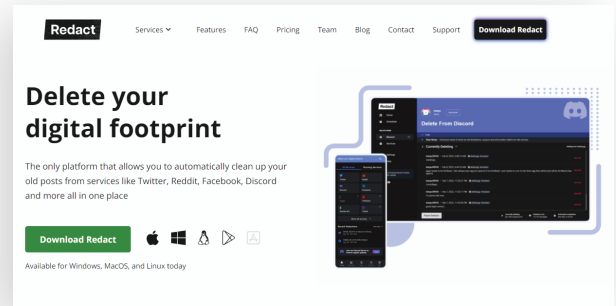 Redact
Services
Features
FAQ
Pricing
Team
Blog
Contact
Support
Download Redact
Delete your
digital footprint
The only platform that allows you to automatically clean up your
old posts from services like Twitter, Reddit, Facebook, Discord
and more all in one place
Download Redact
Available for Windows, MacOS, and Linux today
Redact
Delete From Discord
Currently Deleting